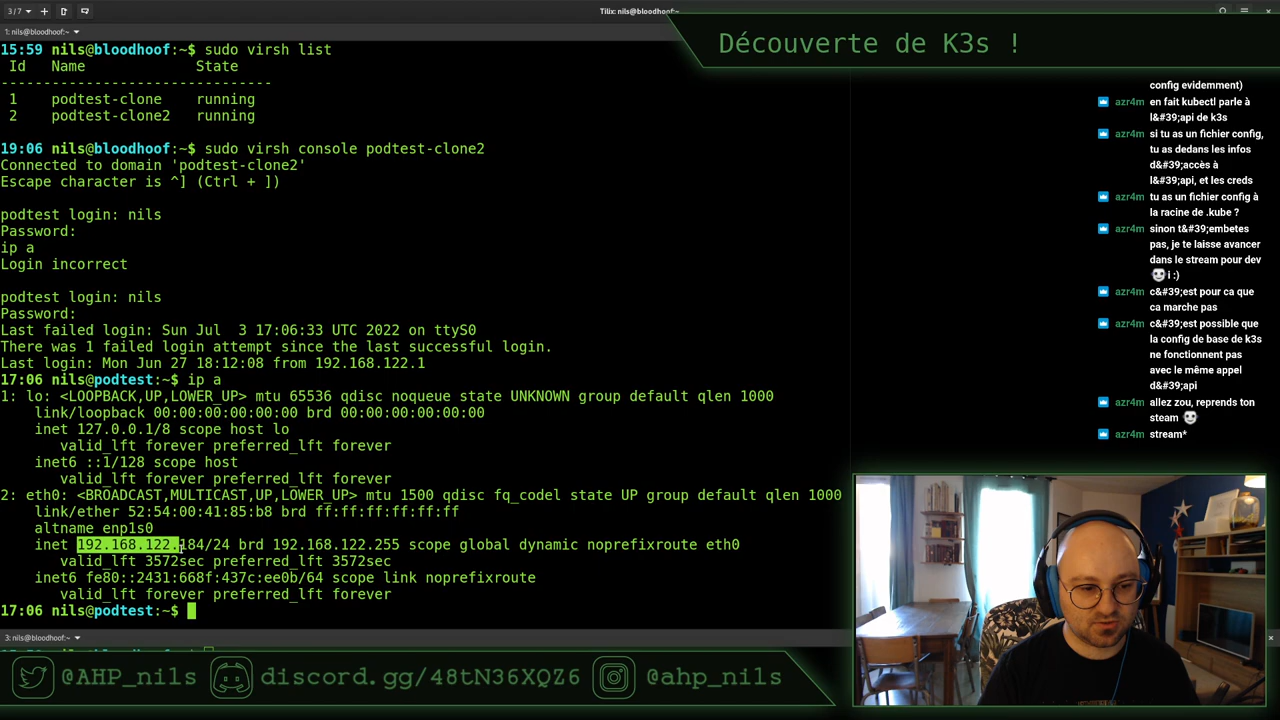 3 / 7
Tilix: nils@bloodhoof:~
1: nils@bloodhoof:~
Découverte de K3s !
15:59 nils@bloodhoof:~$ sudo virsh list
Id   Name             State
--------------------------------
1    podtest-clone    running
2    podtest-clone2   running
19:06 nils@bloodhoof:~$ sudo virsh console podtest-clone2
Connected to domain 'podtest-clone2'
Escape character is ^] (Ctrl + ])
podtest login: nils
Password:
ip a
Login incorrect
podtest login: nils
Password:
Last failed login: Sun Jul  3 17:06:33 UTC 2022 on ttyS0
There was 1 failed login attempt since the last successful login.
Last login: Mon Jun 27 18:12:08 from 192.168.122.1
17:06 nils@podtest:~$ ip a
1: lo: <LOOPBACK,UP,LOWER_UP> mtu 65536 qdisc noqueue state UNKNOWN group default qlen 1000
link/loopback 00:00:00:00:00:00 brd 00:00:00:00:00:00
inet 127.0.0.1/8 scope host lo
valid_lft forever preferred_lft forever
inet6 ::1/128 scope host
valid_lft forever preferred_lft forever
2: eth0: <BROADCAST,MULTICAST,UP,LOWER_UP> mtu 1500 qdisc fq_codel state UP group default qlen 1000
link/ether 52:54:00:41:85:b8 brd ff:ff:ff:ff:ff:ff
altname enp1s0
inet 192.168.122.184/24 brd 192.168.122.255 scope global dynamic noprefixroute eth0
valid_lft 3572sec preferred_lft 3572sec
inet6 fe80::2431:668f:437c:ee0b/64 scope link noprefixroute
valid_lft forever preferred_lft forever
17:06 nils@podtest:~$
3: nils@bloodhoof:~
config evidemment)
azr4m en fait kubectl parle à
l&#39;api de k3s
azr4m si tu as un fichier config,
tu as dedans les infos
d&#39;accès à
l&#39;api, et les creds
azr4m tu as un fichier config à
la racine de .kube ?
azr4m sinon t&#39;embetes
pas, je te laisse avancer
dans le stream pour dev
i :)
azr4m c&#39;est pour ca que
ca marche pas
azr4m c&#39;est possible que
la config de base de k3s
ne fonctionnent pas
avec le même appel
d&#39;api
azr4m allez zou, reprends ton
steam
azr4m stream*
@AHP_nils
discord.gg/48tN36XQZ6
@ahp_nils